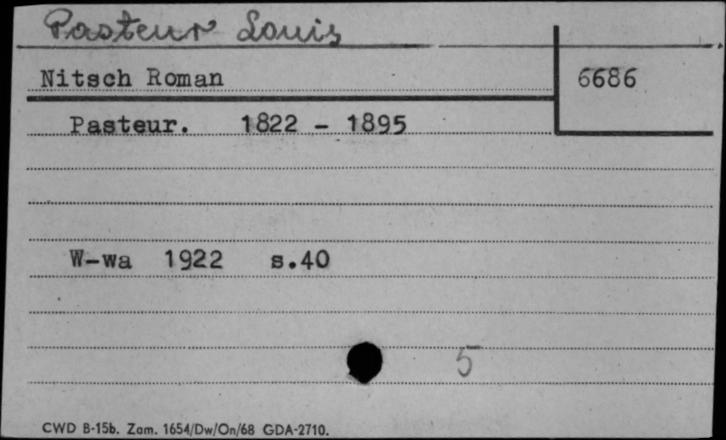 Pasteur Louis
Nitsch Roman
6686
Pasteur. 1822 - 1895
W-wa 1922 s.40
5
CWD B-15b. Zam. 1654/Dw/On/68 GDA-2710.